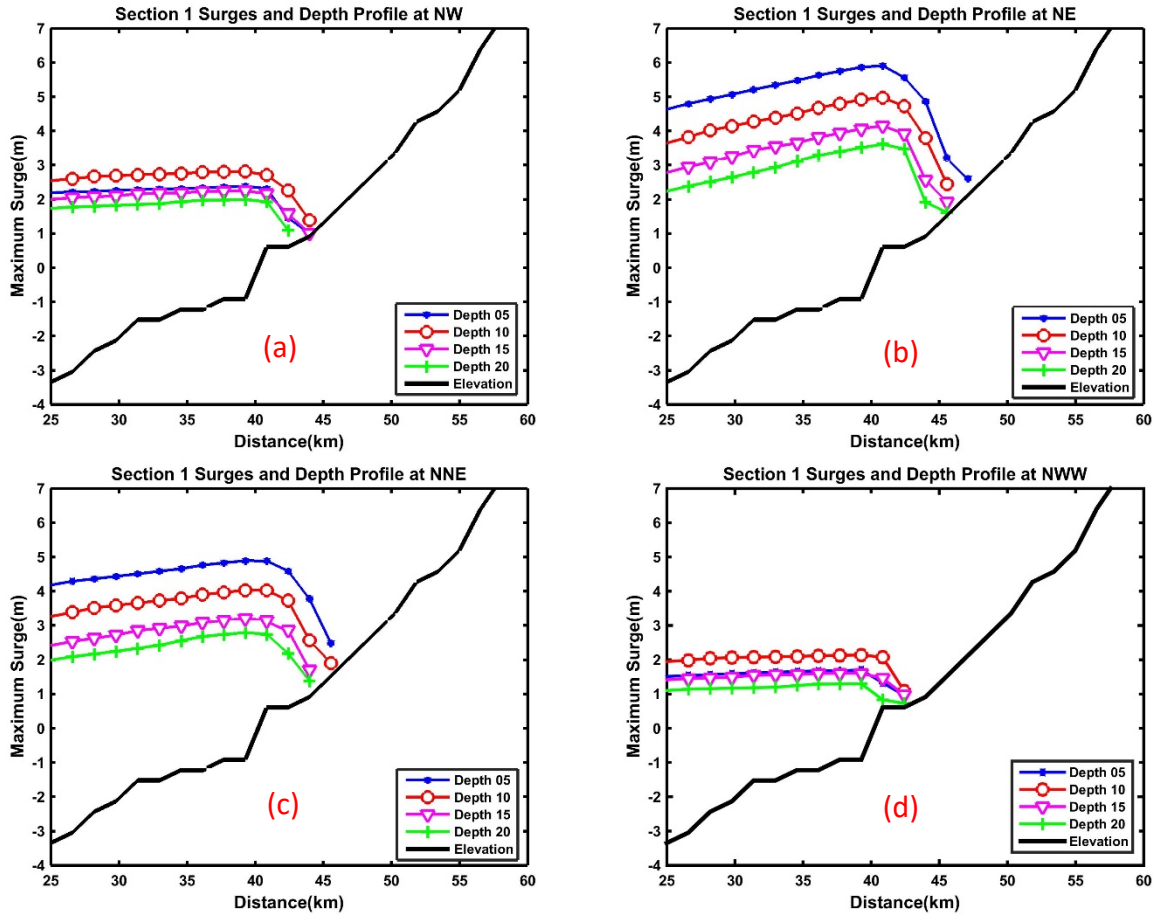 Section 1 Surges and Depth Profile at NW
Maximum Surge(m)
7
6
5
4
3
2
1
0
-1
-2
-3
-4
25 30 35 40 45 50 55 60
Distance(km)
Depth 05
Depth 10
Depth 15
Depth 20
Elevation
(a)
Section 1 Surges and Depth Profile at NE
Maximum Surge(m)
7
6
5
4
3
2
1
0
-1
-2
-3
-4
25 30 35 40 45 50 55 60
Distance(km)
Depth 05
Depth 10
Depth 15
Depth 20
Elevation
(b)
Section 1 Surges and Depth Profile at NNE
Maximum Surge(m)
7
6
5
4
3
2
1
0
-1
-2
-3
-4
25 30 35 40 45 50 55 60
Distance(km)
Depth 05
Depth 10
Depth 15
Depth 20
Elevation
(c)
Section 1 Surges and Depth Profile at NWW
Maximum Surge(m)
7
6
5
4
3
2
1
0
-1
-2
-3
-4
25 30 35 40 45 50 55 60
Distance(km)
Depth 05
Depth 10
Depth 15
Depth 20
Elevation
(d)